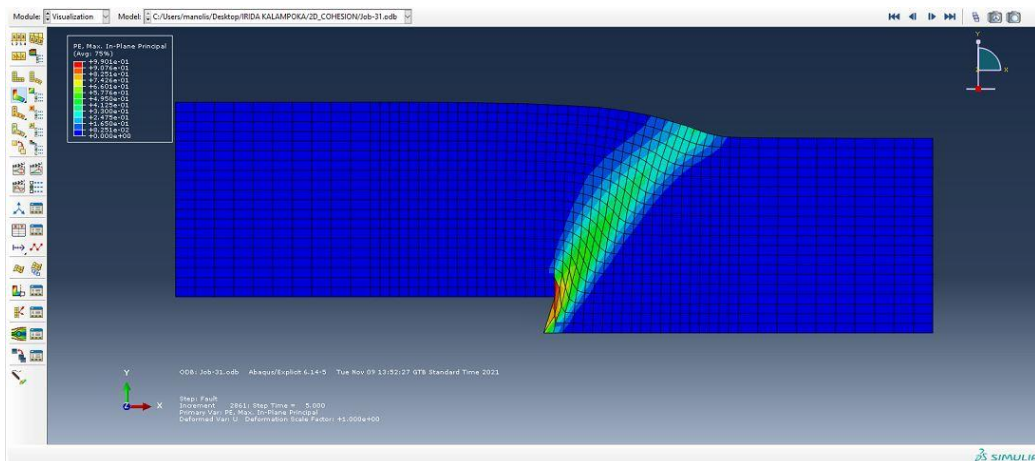 Module: Visualization Model: C:/Users/manolis/Desktop/IRIDA KALAMPOKA/2D_COHESION/Job-31.odb
PE, Max. In-Plane Principal
(Avg: 75%)
+9.901e-01
+9.076e-01
+8.251e-01
+7.426e-01
+6.601e-01
+5.776e-01
+4.950e-01
+4.125e-01
+3.300e-01
+2.475e-01
+1.650e-01
+8.251e-02
+0.000e+00
Y
X
Z
ODB: Job-31.odb Abaqus/Explicit 6.14-5 Tue Nov 09 13:52:27 GTB Standard Time 2021
Y
Z X
Step: Fault
Increment 2861: Step Time = 5.000
Primary Var: PE, Max. In-Plane Principal
Deformed Var: U Deformation Scale Factor: +1.000e+00
SIMULIA